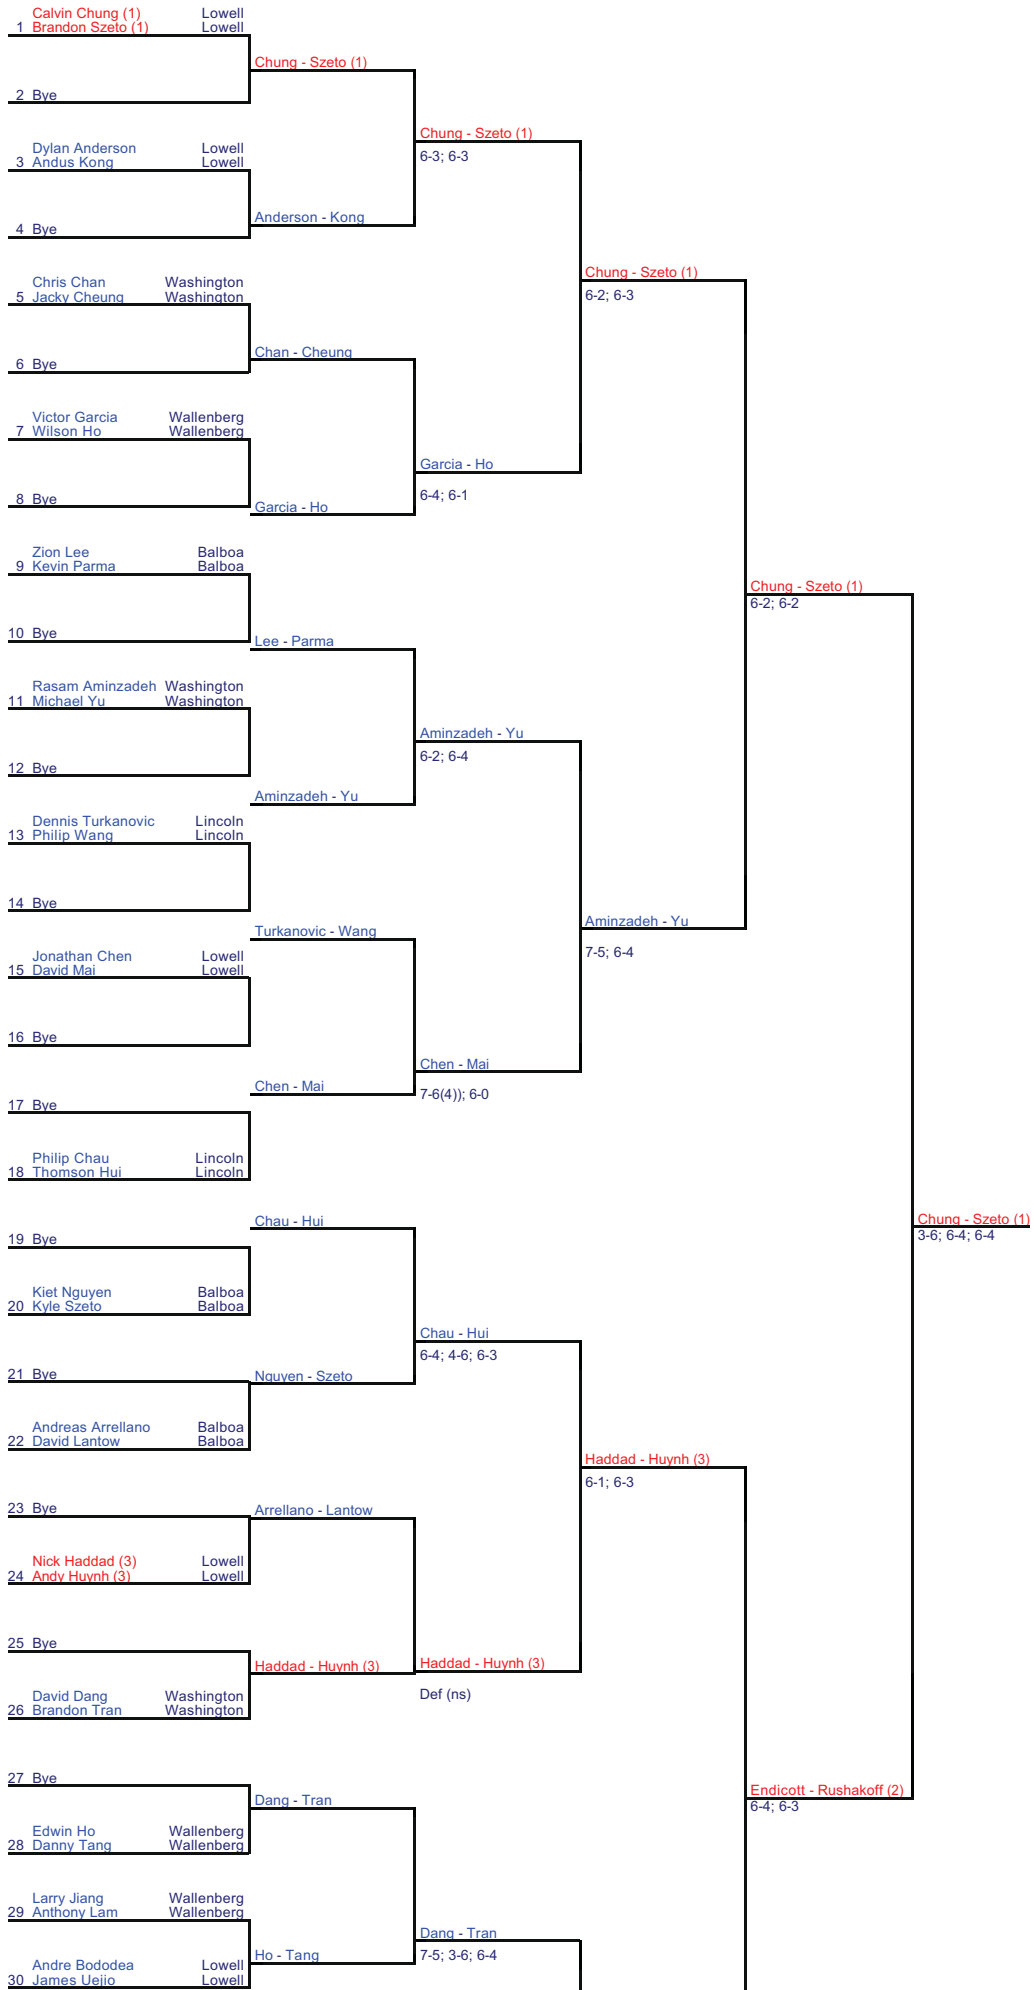 Calvin Chung (1) Lowell
1 Brandon Szeto (1) Lowell
Chung - Szeto (1)
2 Bye
Chung - Szeto (1)
Dylan Anderson Lowell
6-3; 6-3
3 Andus Kong Lowell
Anderson - Kong
4 Bye
Chung - Szeto (1)
Chris Chan Washington
6-2; 6-3
5 Jacky Cheung Washington
Chan - Cheung
6 Bye
Victor Garcia Wallenberg
7 Wilson Ho Wallenberg
Garcia - Ho
6-4; 6-1
8 Bye
Garcia - Ho
Zion Lee Balboa
9 Kevin Parma Balboa
Chung - Szeto (1)
6-2; 6-2
10 Bye
Lee - Parma
Rasam Aminzadeh Washington
11 Michael Yu Washington
Aminzadeh - Yu
6-2; 6-4
12 Bye
Aminzadeh - Yu
Dennis Turkanovic Lincoln
13 Philip Wang Lincoln
14 Bye
Aminzadeh - Yu
Turkanovic - Wang
7-5; 6-4
Jonathan Chen Lowell
15 David Mai Lowell
16 Bye
Chen - Mai
Chen - Mai
7-6(4)); 6-0
17 Bye
Philip Chau Lincoln
18 Thomson Hui Lincoln
Chau - Hui
Chung - Szeto (1)
3-6; 6-4; 6-4
19 Bye
Kiet Nguyen Balboa
20 Kyle Szeto Balboa
Chau - Hui
6-4; 4-6; 6-3
21 Bye
Nguyen - Szeto
Andreas Arrellano Balboa
22 David Lantow Balboa
Haddad - Huynh (3)
6-1; 6-3
23 Bye
Arrellano - Lantow
Nick Haddad (3) Lowell
24 Andy Huynh (3) Lowell
25 Bye
Haddad - Huynh (3)
Haddad - Huynh (3)
Def (ns)
David Dang Washington
26 Brandon Tran Washington
27 Bye
Endicott - Rushakoff (2)
6-4; 6-3
Dang - Tran
Edwin Ho Wallenberg
28 Danny Tang Wallenberg
Larry Jiang Wallenberg
29 Anthony Lam Wallenberg
Dang - Tran
7-5; 3-6; 6-4
Ho - Tang
Andre Bododea Lowell
30 James Uejio Lowell